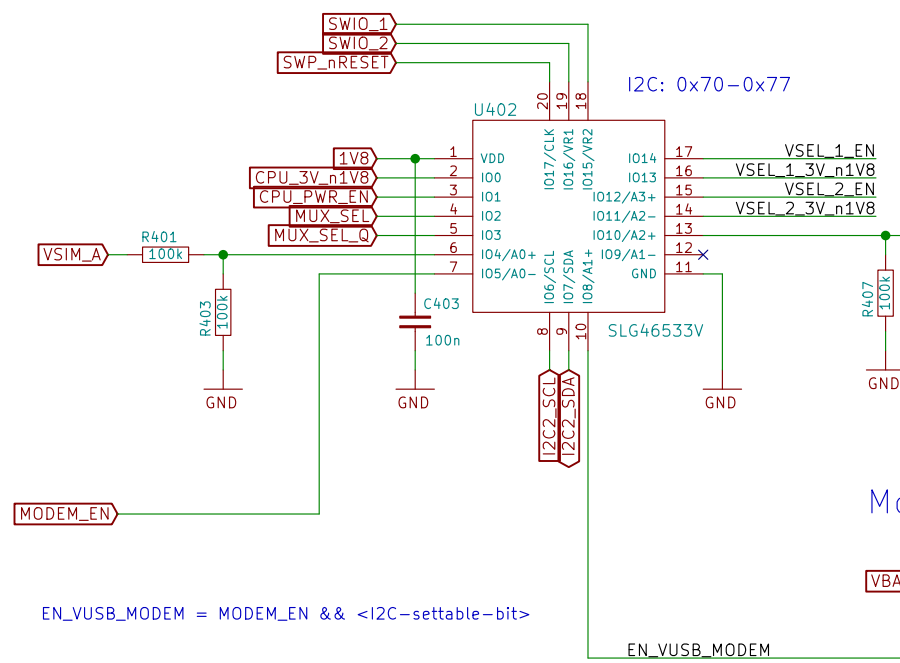 SWIO_1
SWIO_2
SWP_nRESET
I2C: 0x70-0x77
U402
20
19
18
IO17/CLK
IO16/VR1
IO15/VR2
1V8
1
VDD
IO14
17
VSEL_1_EN
CPU_3V_n1V8
2
IO0
IO13
16
VSEL_1_3V_n1V8
CPU_PWR_EN
3
IO1
IO12/A3+
15
VSEL_2_EN
MUX_SEL
4
IO2
IO11/A2-
14
VSEL_2_3V_n1V8
MUX_SEL_Q
5
IO3
IO10/A2+
13
R401
VSIM_A
100k
6
IO4/A0+
IO9/A1-
12
7
IO5/A0-
GND
11
IO6/SCL
IO7/SDA
IO8/A1+
R403
100k
C403
100n
SLG46533V
R407
100k
8
9
10
GND
GND
GND
GND
I2C2_SCL
I2C2_SDA
MODEM_EN
Mo
VBA
EN_VUSB_MODEM = MODEM_EN && <I2C-settable-bit>
EN_VUSB_MODEM